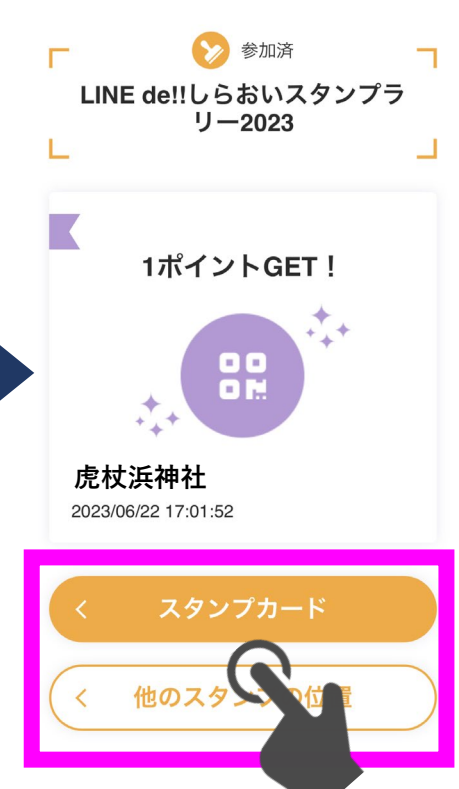 参加済
LINE de!!しらおいスタンプラ
リー2023
1ポイントGET！
虎杖浜神社
2023/06/22 17:01:52
スタンプカード
他のスタンプの位置